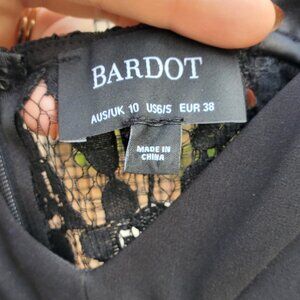 BARDOT
AUS/UK 10 US6/S EUR 38
MADE IN
CHINA